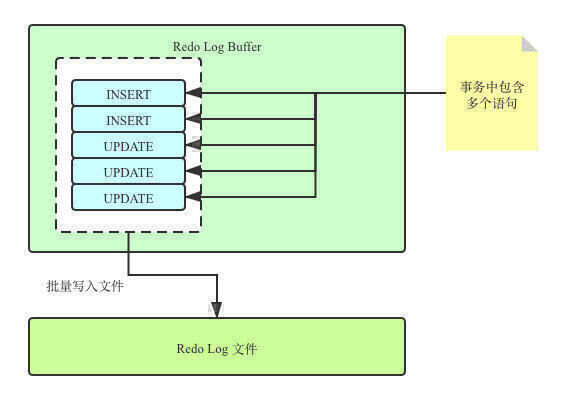 Redo Log Buffer
INSERT
INSERT
UPDATE
UPDATE
UPDATE
事务中包含
多个语句
批量写入文件
Redo Log 文件